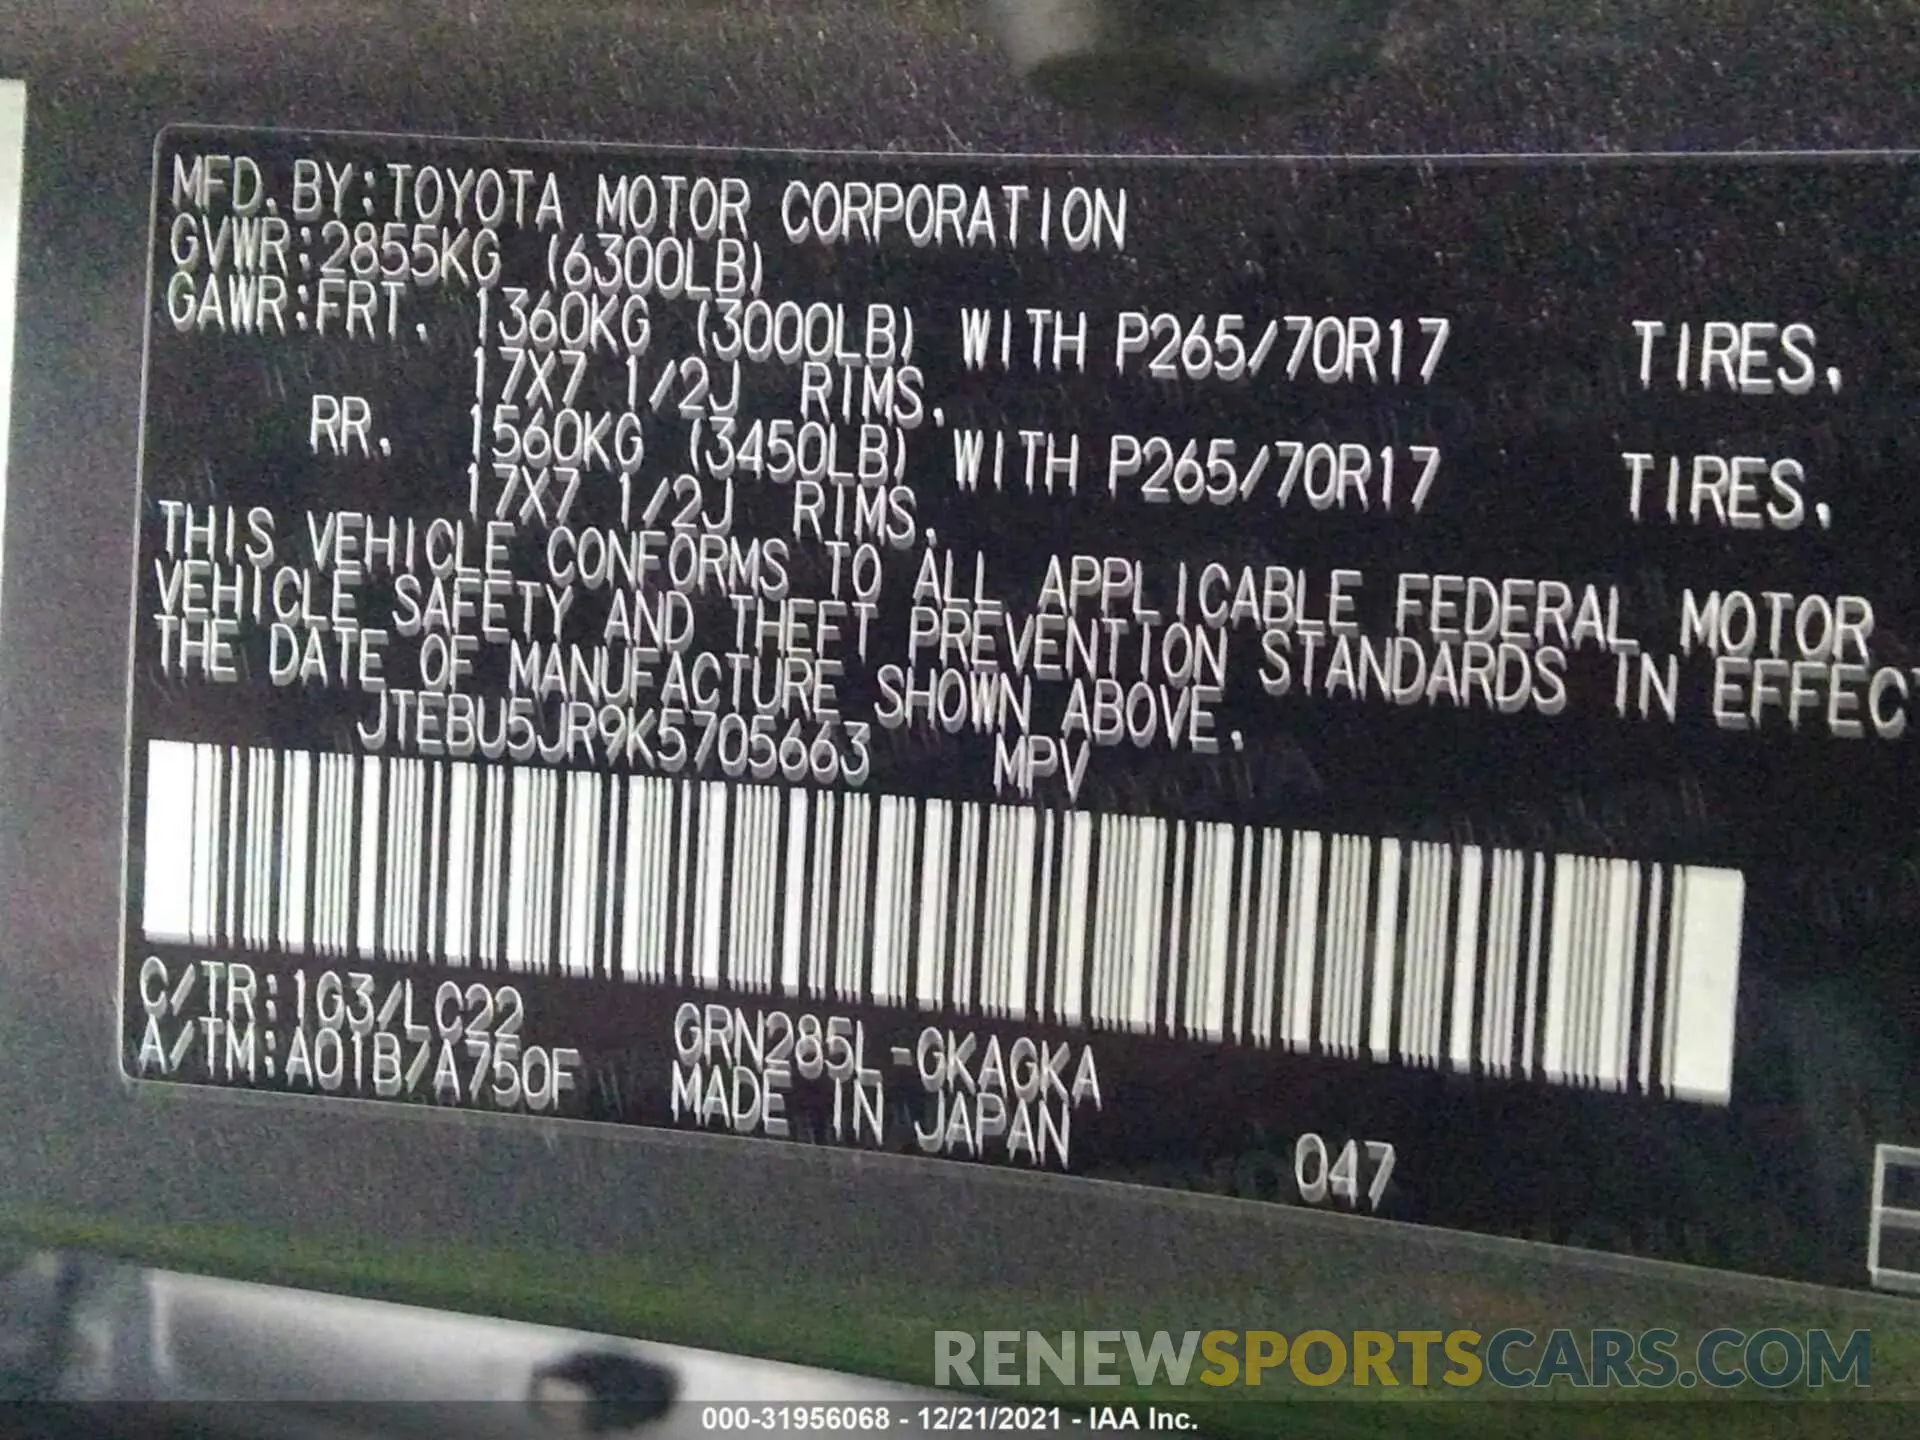 MFD.BY:TOYOTA MOTOR CORPORATION
GVWR:2855KG (6300LB)
GAWR:FRT. 1360KG (3000LB) WITH P265/70R17 TIRES,
17X7 1/2J RIMS.
RR. 1560KG (3450LB) WITH P265/70R17 TIRES,
17X7 1/2J RIMS.
THIS VEHICLE CONFORMS TO ALL APPLICABLE FEDERAL MOTOR
VEHICLE SAFETY AND THEFT PREVENTION STANDARDS IN EFFECT
THE DATE OF MANUFACTURE SHOWN ABOVE.
JTEBU5JR9K5705663 MPV
C/TR:1G3/LC22 GRN285L-GKAGKA
A/TM:A01B/A750F MADE IN JAPAN
047
RENEWSPORTSCARS.COM
000-31956068 - 12/21/2021 - IAA Inc.